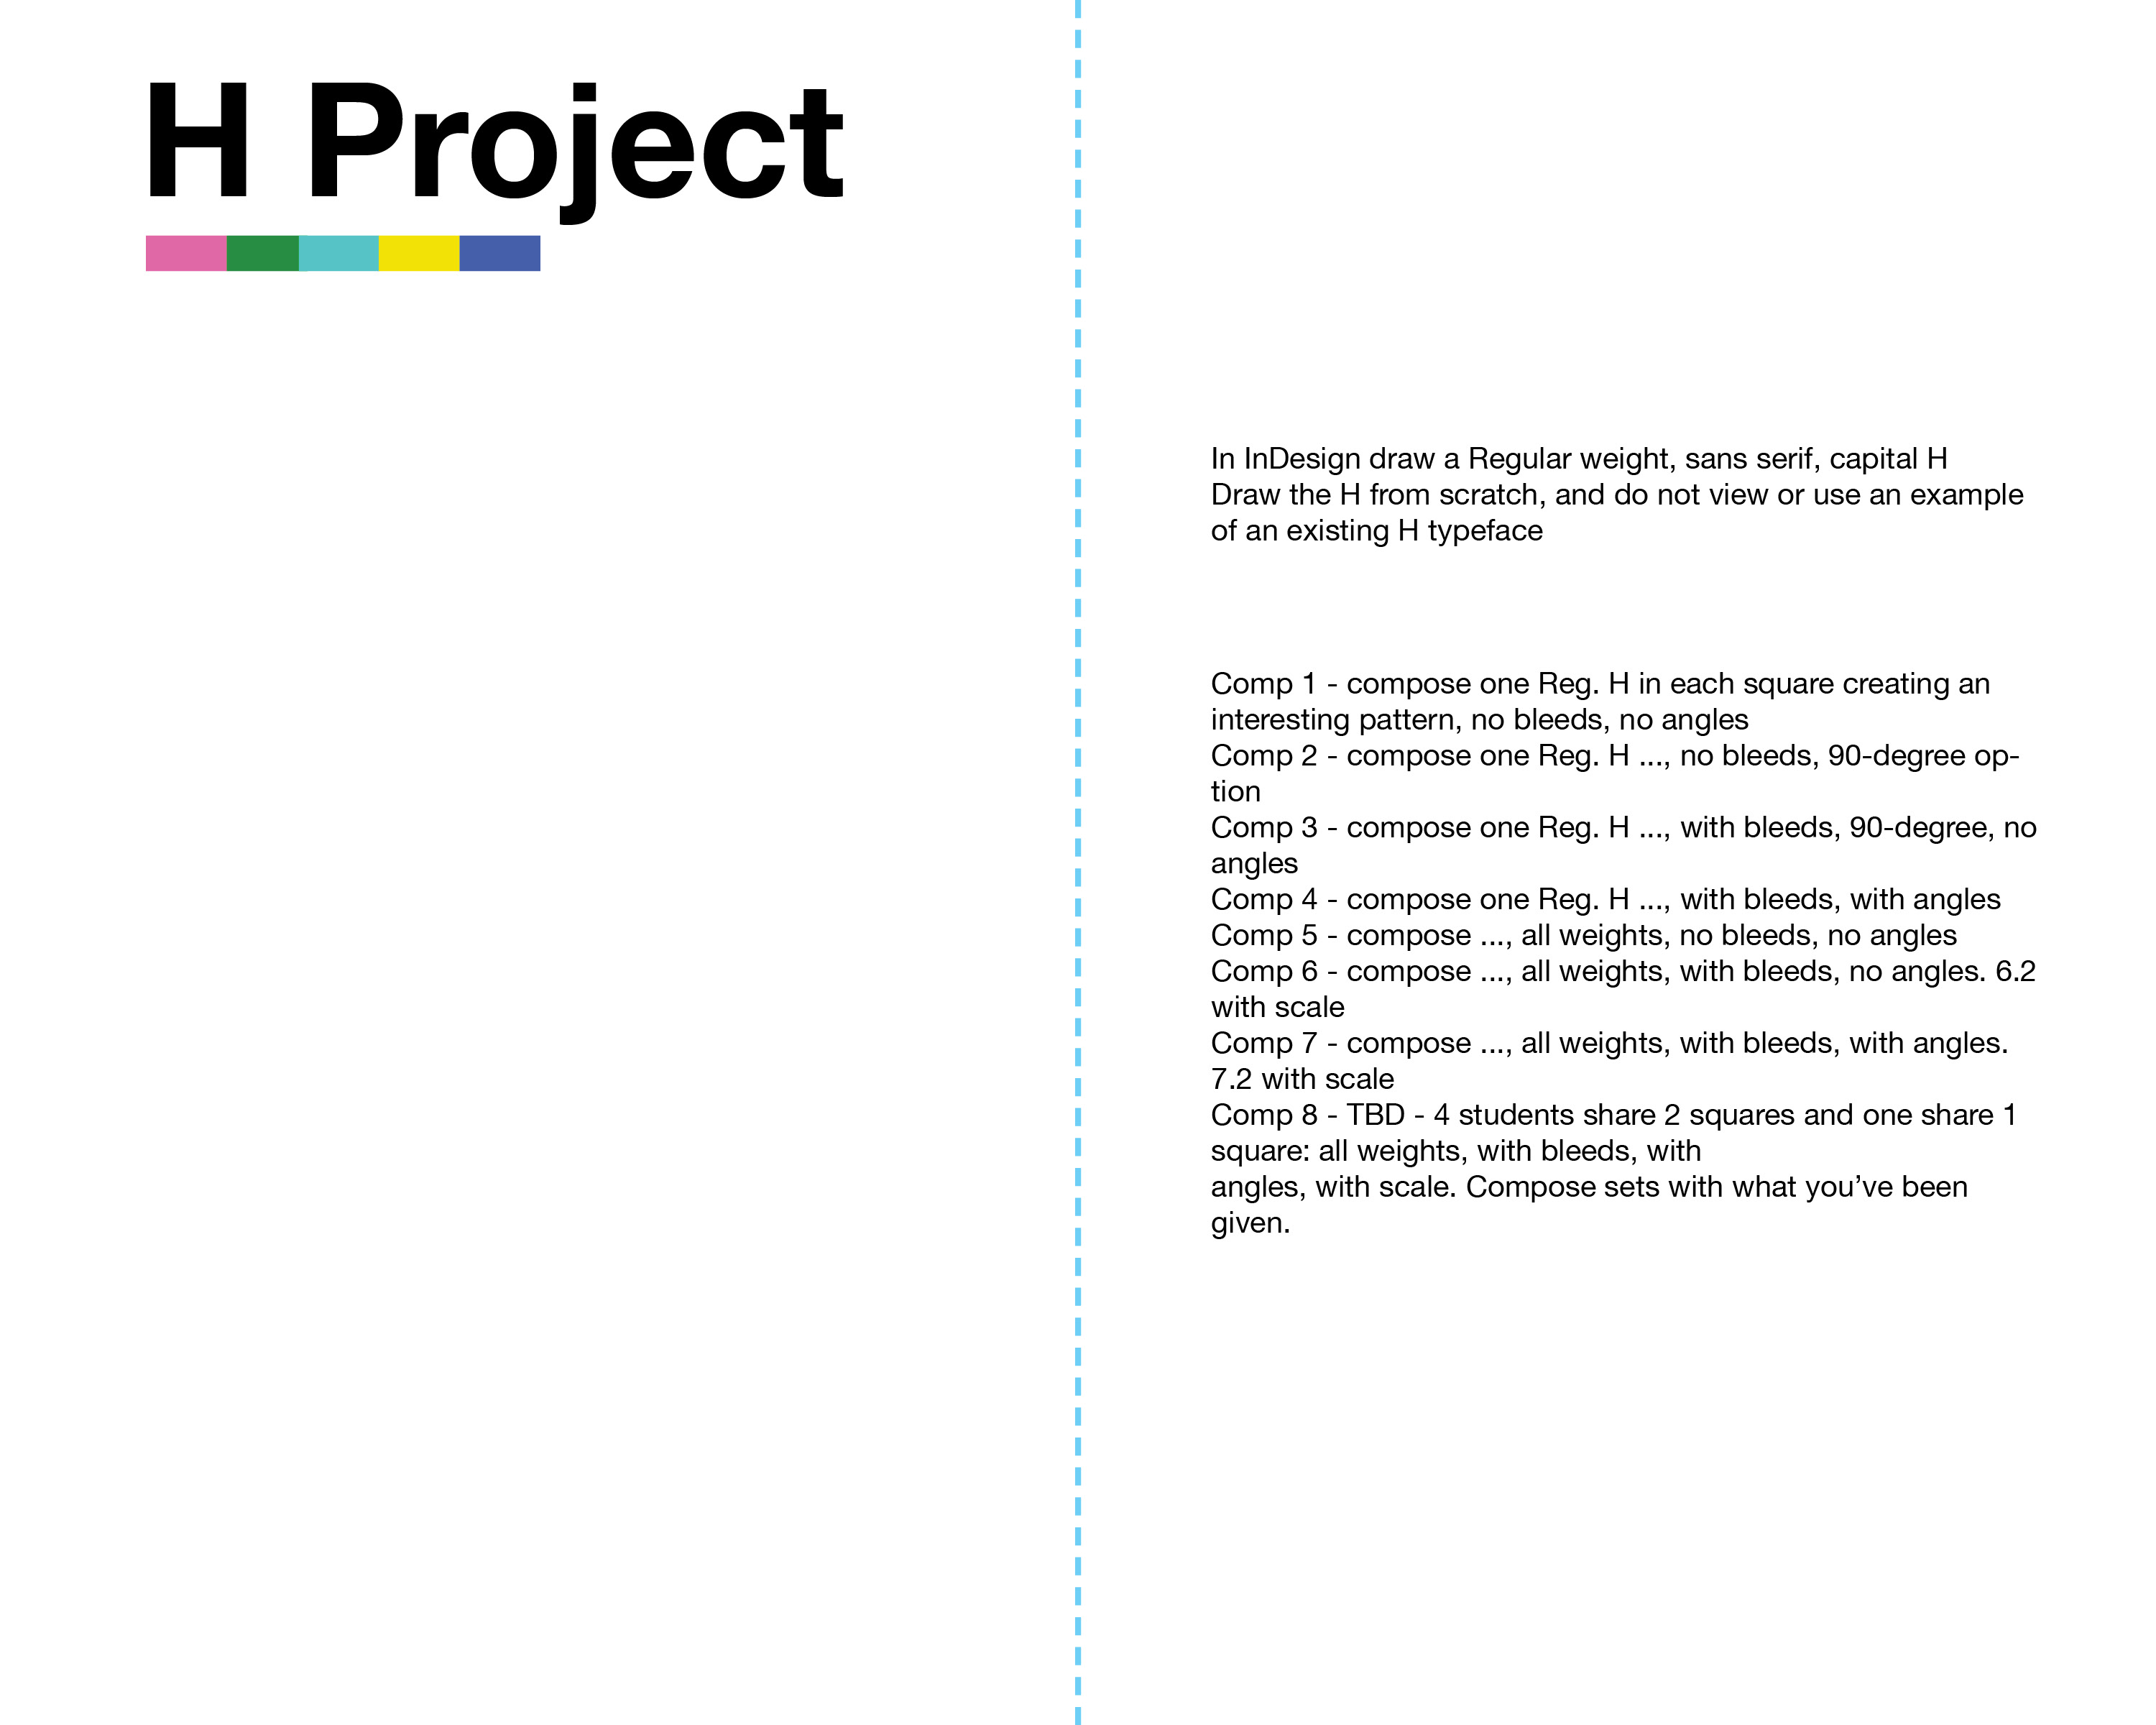 H Project
In InDesign draw a Regular weight, sans serif, capital H
Draw the H from scratch, and do not view or use an example
of an existing H typeface
Comp 1 - compose one Reg. H in each square creating an
interesting pattern, no bleeds, no angles
Comp 2 - compose one Reg. H ..., no bleeds, 90-degree op-
tion
Comp 3 - compose one Reg. H ..., with bleeds, 90-degree, no
angles
Comp 4 - compose one Reg. H ..., with bleeds, with angles
Comp 5 - compose ..., all weights, no bleeds, no angles
Comp 6 - compose ..., all weights, with bleeds, no angles. 6.2
with scale
Comp 7 - compose ..., all weights, with bleeds, with angles.
7.2 with scale
Comp 8 - TBD - 4 students share 2 squares and one share 1
square: all weights, with bleeds, with
angles, with scale. Compose sets with what you’ve been
given.